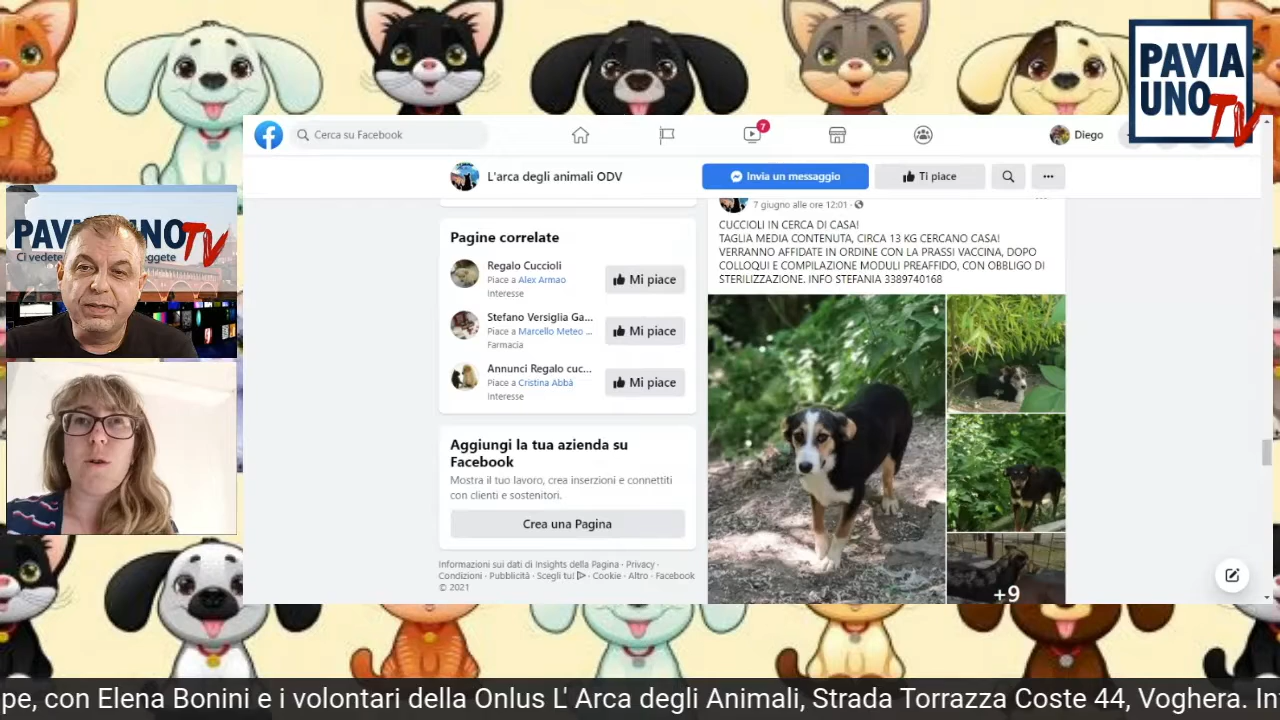 PAVIA
UNO
TV
Cerca su Facebook
7
Diego
L'arca degli animali ODV
Invia un messaggio
Ti piace
7 giugno alle ore 12:01
CUCCIOLI IN CERCA DI CASA!
TAGLIA MEDIA CONTENUTA, CIRCA 13 KG CERCANO CASA!
VERRANNO AFFIDATE IN ORDINE CON LA PRASSI VACCINA, DOPO
COLLOQUI E COMPILAZIONE MODULI PREAFFIDO, CON OBBLIGO DI
STERILIZZAZIONE. INFO STEFANIA 3389740168
+9
Pagine correlate
Regalo Cuccioli
Piace a Alex Armao
Interesse
Mi piace
Stefano Versiglia Ga...
Piace a Marcello Meteo ...
Farmacia
Mi piace
Annunci Regalo cuc...
Piace a Cristina Abbà
Interesse
Mi piace
Aggiungi la tua azienda su
Facebook
Mostra il tuo lavoro, crea inserzioni e connettiti
con clienti e sostenitori.
Crea una Pagina
Informazioni sui dati di Insights della Pagina · Privacy ·
Condizioni · Pubblicità · Scegli tu! · Cookie · Altro · Facebook
© 2021
TV
Ci vedete
pe, con Elena Bonini e i volontari della Onlus L' Arca degli Animali, Strada Torrazza Coste 44, Voghera. In